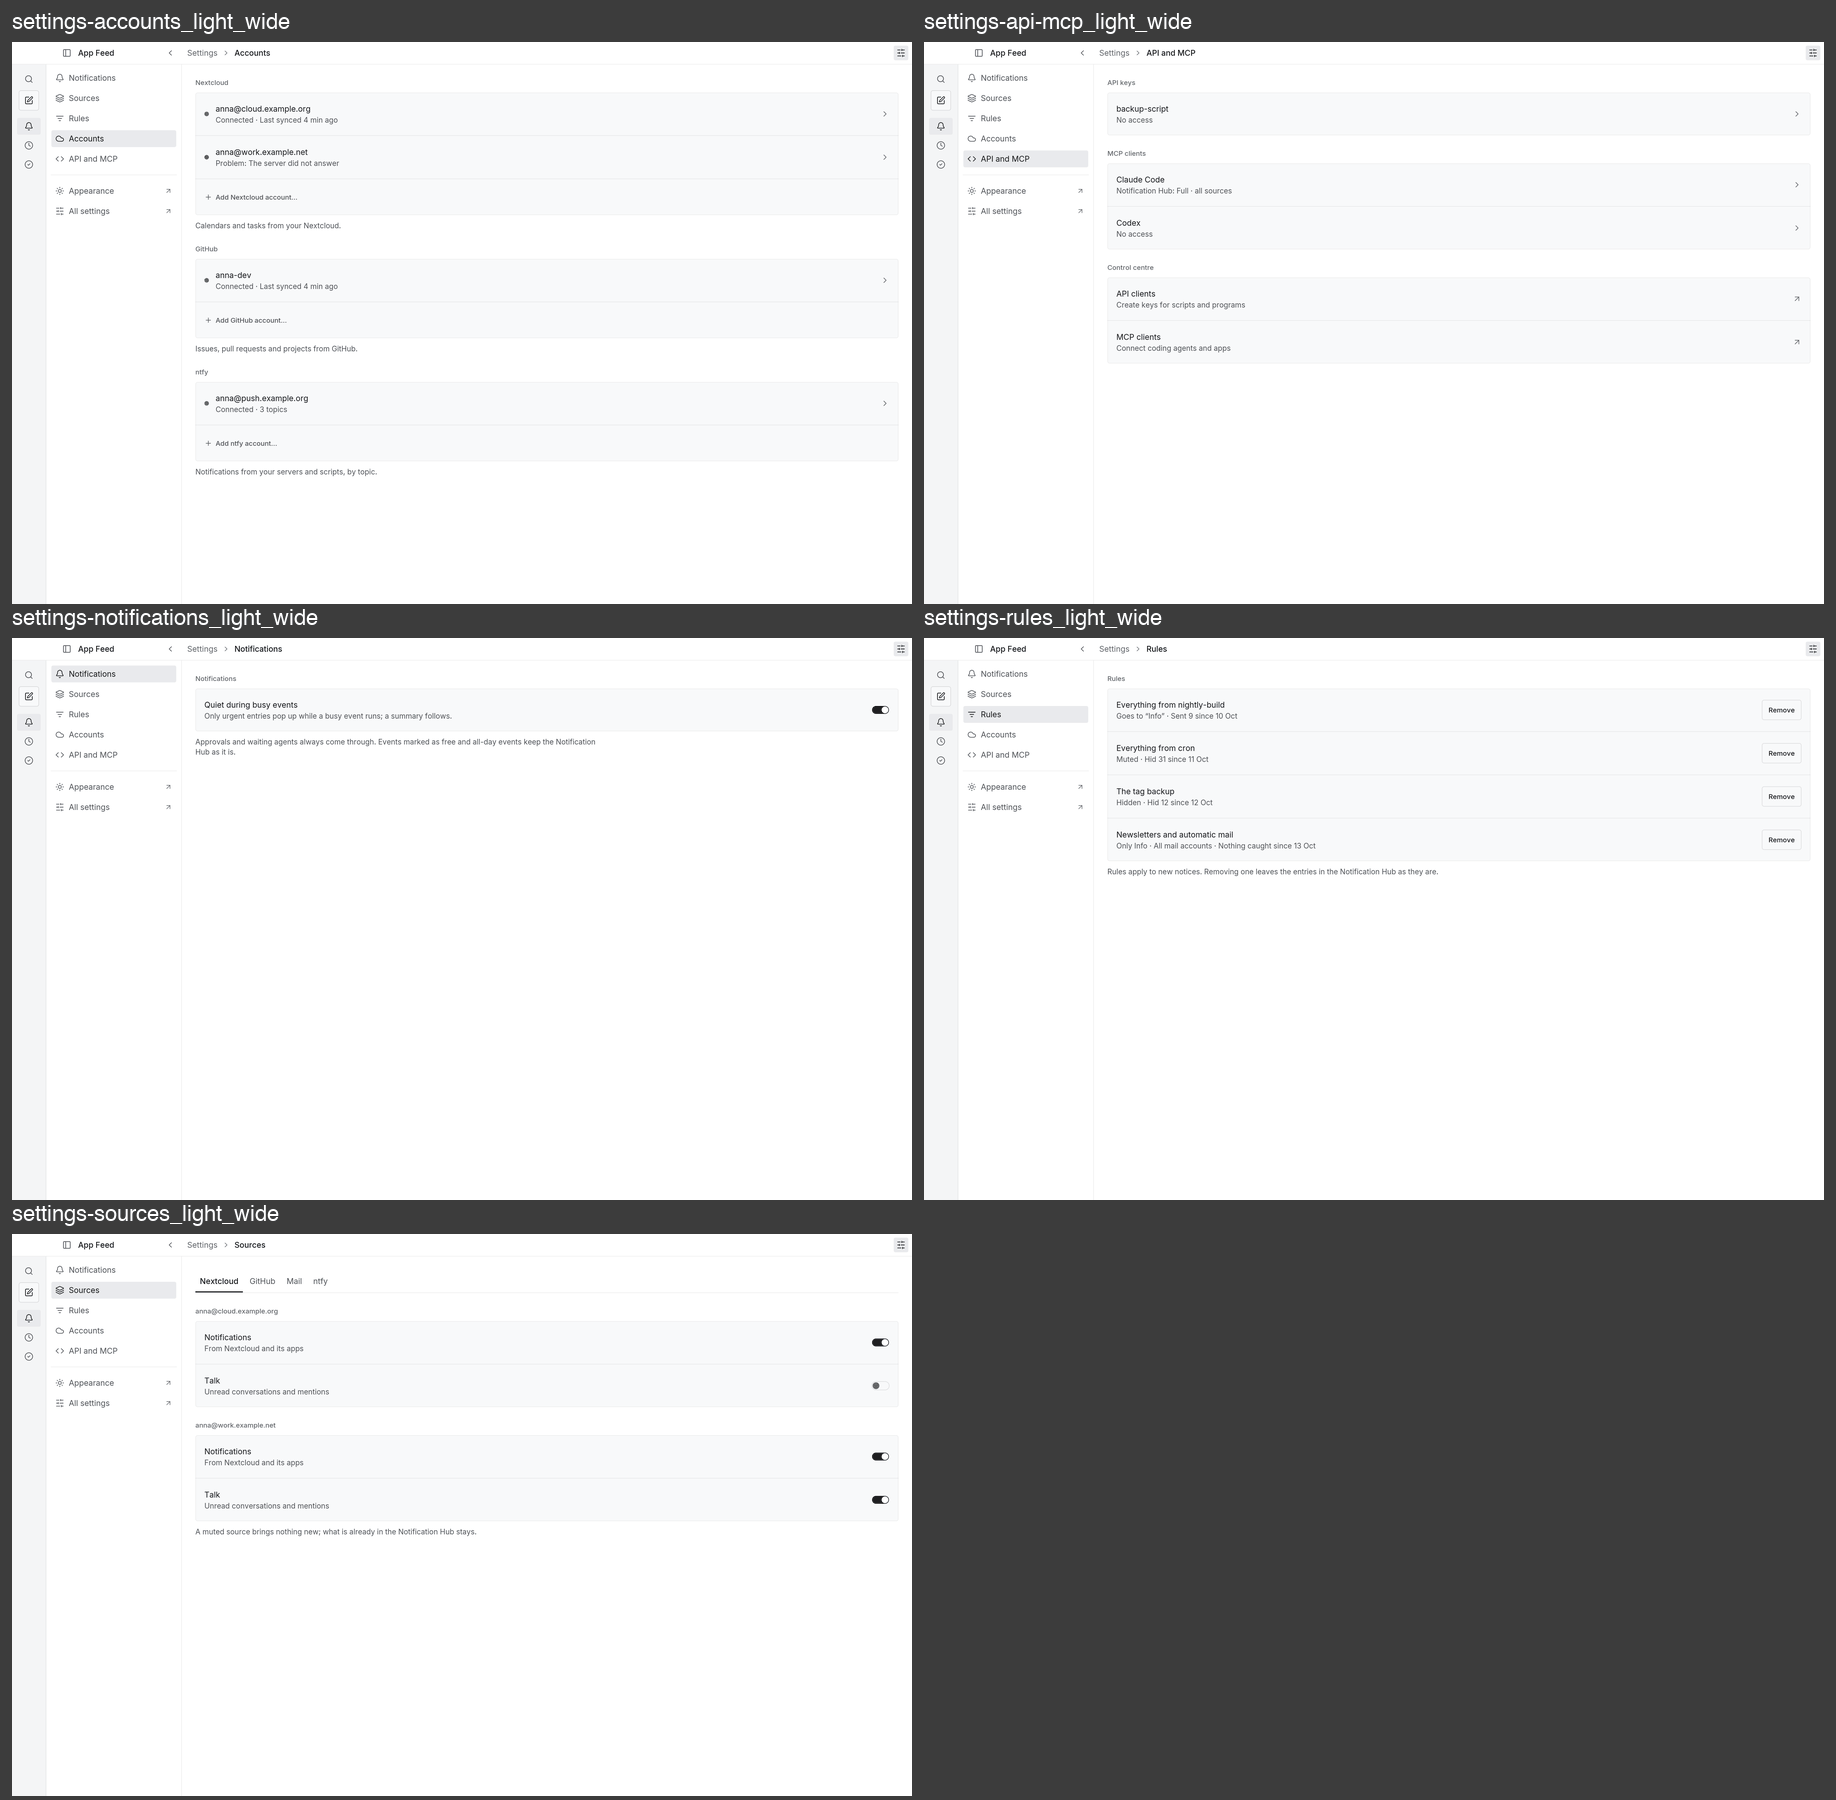 settings-accounts_light_wide
App Feed
Settings > Accounts
Notifications
Sources
Rules
Accounts
API and MCP
Appearance
All settings
Nextcloud
anna@cloud.example.org
Connected · Last synced 4 min ago
anna@work.example.net
Problem: The server did not answer
+ Add Nextcloud account...
Calendars and tasks from your Nextcloud.
GitHub
anna-dev
Connected · Last synced 4 min ago
+ Add GitHub account...
Issues, pull requests and projects from GitHub.
ntfy
anna@push.example.org
Connected · 3 topics
+ Add ntfy account...
Notifications from your servers and scripts, by topic.
settings-api-mcp_light_wide
App Feed
Settings > API and MCP
Notifications
Sources
Rules
Accounts
API and MCP
Appearance
All settings
API keys
backup-script
No access
MCP clients
Claude Code
Notification Hub: Full · all sources
Codex
No access
Control centre
API clients
Create keys for scripts and programs
MCP clients
Connect coding agents and apps
settings-notifications_light_wide
App Feed
Settings > Notifications
Notifications
Sources
Rules
Accounts
API and MCP
Appearance
All settings
Notifications
Quiet during busy events
Only urgent entries pop up while a busy event runs; a summary follows.
Approvals and waiting agents always come through. Events marked as free and all-day events keep the Notification
Hub as it is.
settings-rules_light_wide
App Feed
Settings > Rules
Notifications
Sources
Rules
Accounts
API and MCP
Appearance
All settings
Rules
Everything from nightly-build
Goes to “Info” · Sent 9 since 10 Oct
Remove
Everything from cron
Muted · Hid 31 since 11 Oct
Remove
The tag backup
Hidden · Hid 12 since 12 Oct
Remove
Newsletters and automatic mail
Only Info · All mail accounts · Nothing caught since 13 Oct
Remove
Rules apply to new notices. Removing one leaves the entries in the Notification Hub as they are.
settings-sources_light_wide
App Feed
Settings > Sources
Notifications
Sources
Rules
Accounts
API and MCP
Appearance
All settings
Nextcloud GitHub Mail ntfy
anna@cloud.example.org
Notifications
From Nextcloud and its apps
Talk
Unread conversations and mentions
anna@work.example.net
Notifications
From Nextcloud and its apps
Talk
Unread conversations and mentions
A muted source brings nothing new; what is already in the Notification Hub stays.